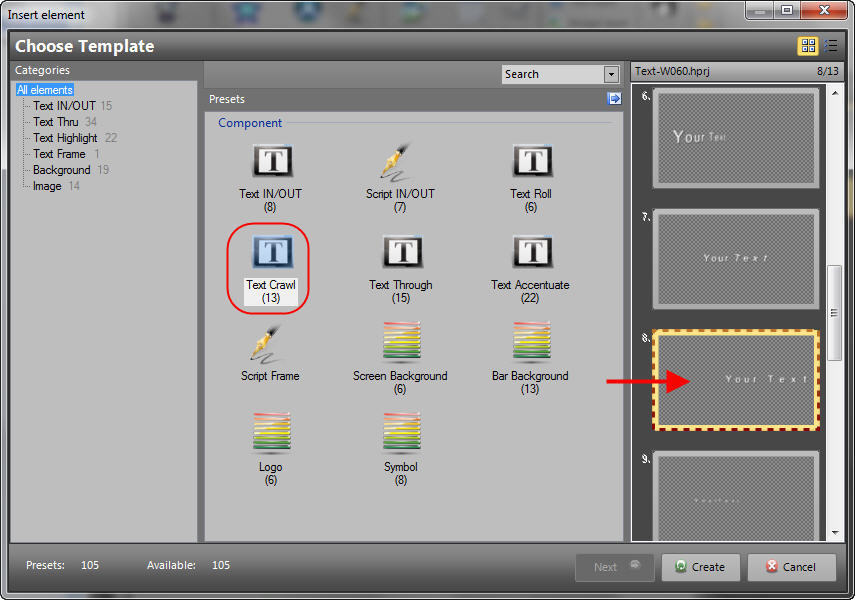 Insert element
Choose Template
Categories
All elements
Text IN/OUT 15
Text Thru 34
Text Highlight 22
Text Frame 1
Background 19
Image 14
Search
Presets
Component
T
Text IN/OUT
(8)
Script IN/OUT
(7)
T
Text Roll
(6)
T
Text Crawl
(13)
T
Text Through
(15)
T
Text Accentuate
(22)
Script Frame
Screen Background
(6)
Bar Background
(13)
Logo
(6)
Symbol
(8)
Text-W060.hprj 8/13
6.
Your Text
7.
Your Text
8.
Your Text
9.
Presets: 105 Available: 105
Next
Create
Cancel